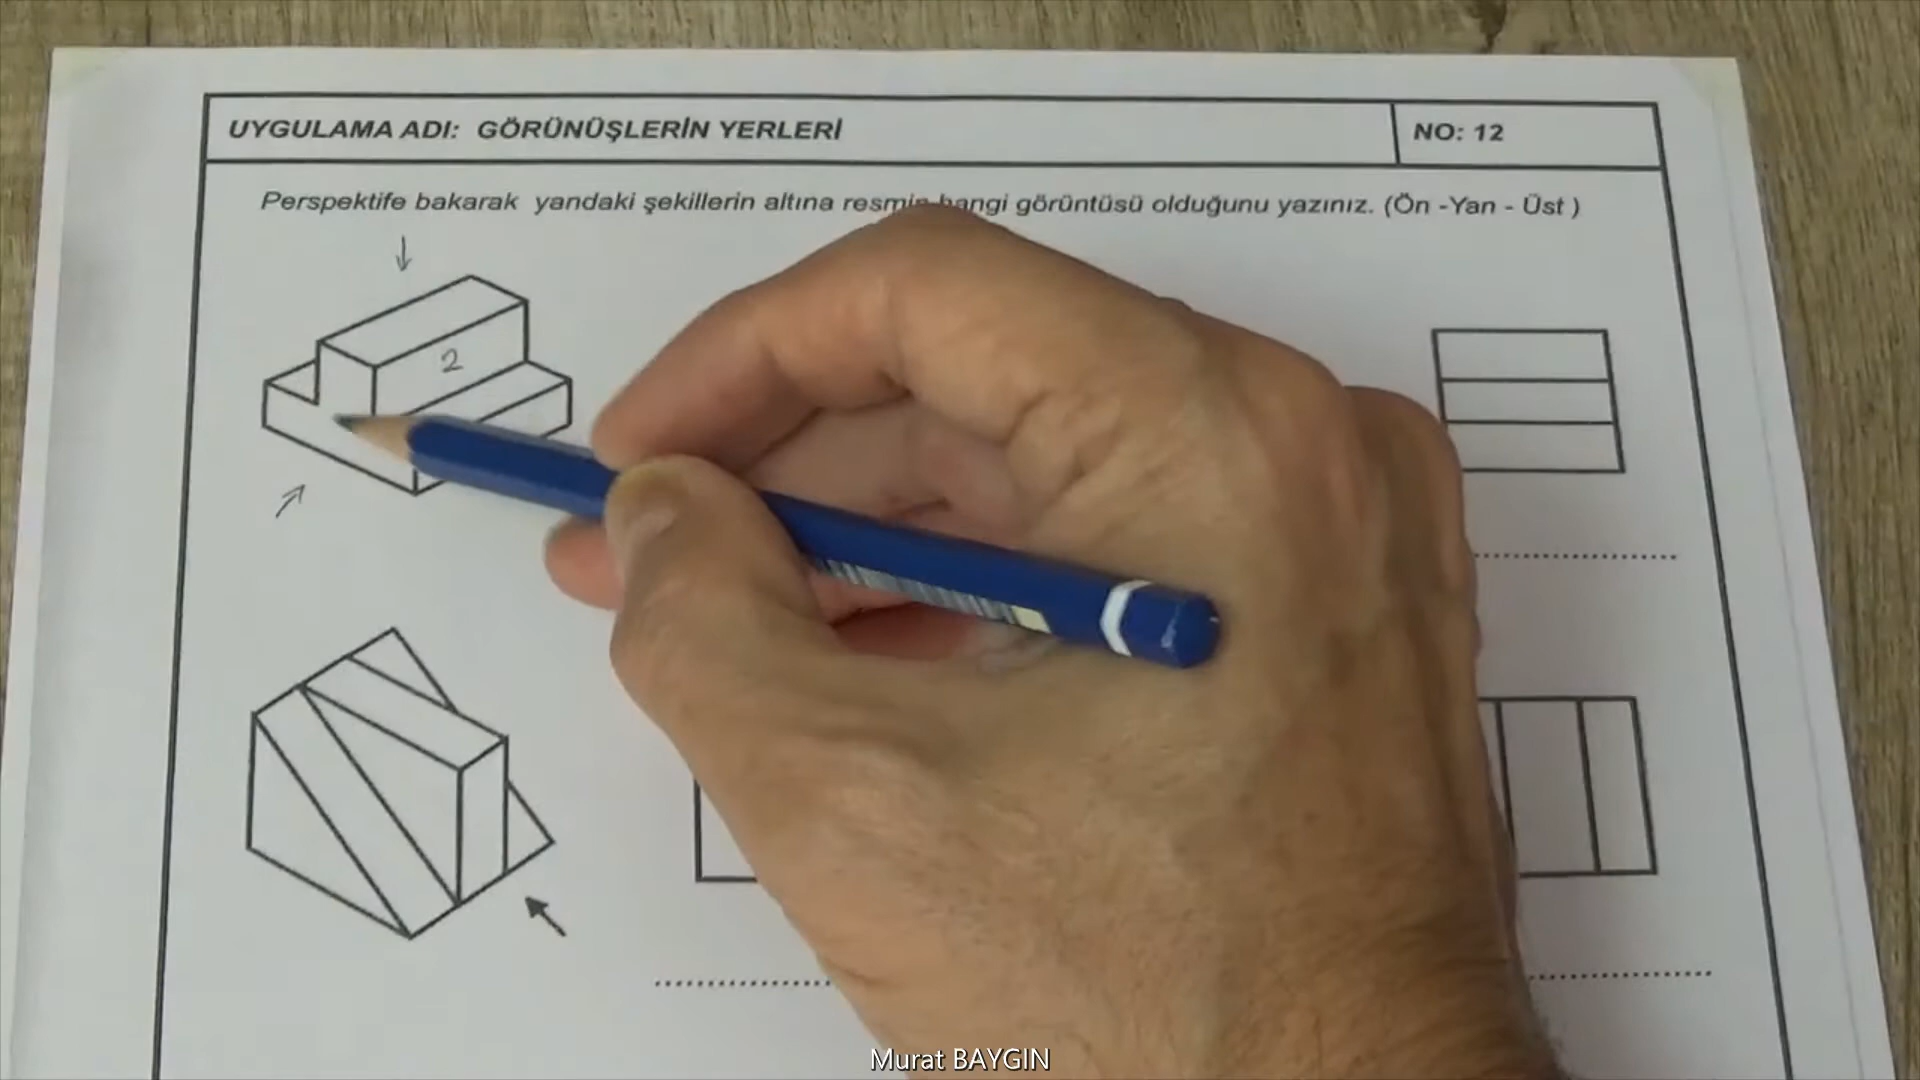 UYGULAMA ADI: GÖRÜNÜŞLERİN YERLERİ
NO: 12
Perspektife bakarak yandaki şekillerin altına resmin hangi görüntüsü olduğunu yazınız. (Ön -Yan - Üst )
2
Murat BAYGIN